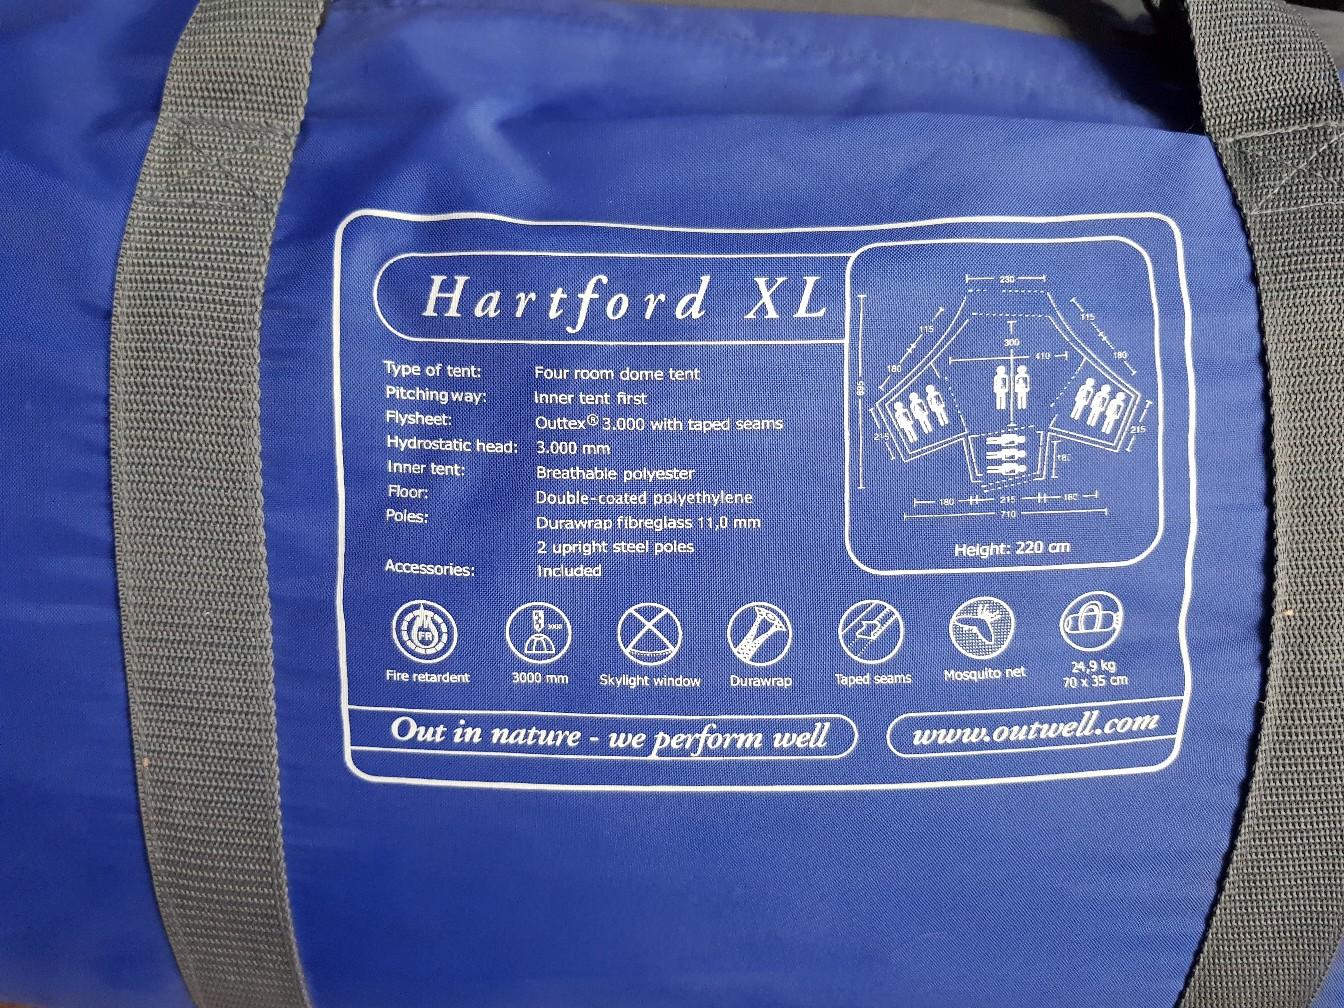 Hartford XL
Type of tent: Four room dome tent
Pitching way: Inner tent first
Flysheet: Outtex® 3.000 with taped seams
Hydrostatic head: 3.000 mm
Inner tent: Breathable polyester
Floor: Double-coated polyethylene
Poles: Durawrap fibreglass 11,0 mm
2 upright steel poles
Accessories: Included
230
115 115
300
410
180 180
215 215
180 215 180
710
Height: 220 cm
FR
Fire retardent
3000 mm
Skylight window
Durawrap
Taped seams
Mosquito net
24,9 kg
70 x 35 cm
Out in nature - we perform well
www.outwell.com